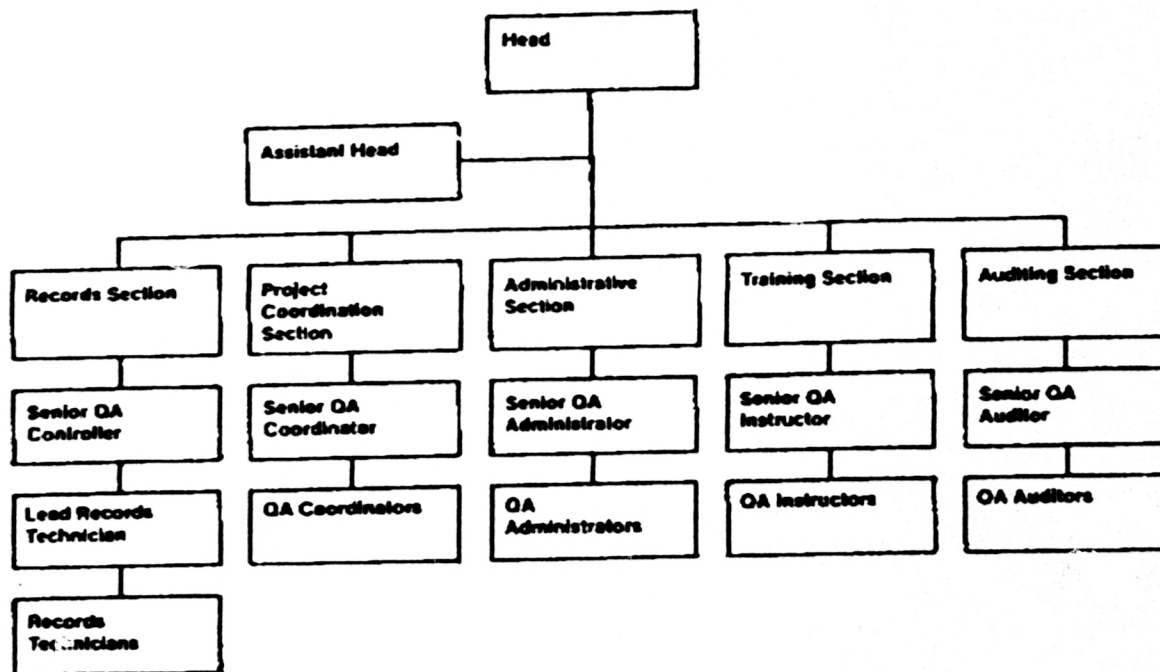 Head
Assistant Head
Records Section
Project
Coordination
Section
Administrative
Section
Training Section
Auditing Section
Senior QA
Controller
Senior QA
Coordinator
Senior QA
Administrator
Senior QA
Instructor
Senior QA
Auditor
Lead Records
Technician
QA Coordinators
QA
Administrators
QA Instructors
QA Auditors
Records
Technicians